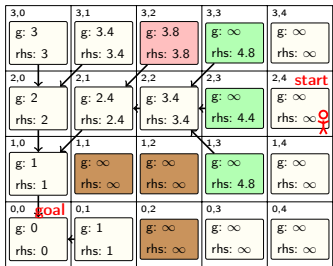 3,0 3,1 3,2 3,3 3,4
g: 3 g: 3.4 g: 3.8 g: ∞ g: ∞
rhs: 3 rhs: 3.4 rhs: 3.8 rhs: 4.8 rhs: ∞
2,0 2,1 2,2 2,3 2,4
start
g: 2 g: 2.4 g: 3.4 g: ∞ g: ∞
rhs: 2 rhs: 2.4 rhs: 3.4 rhs: 4.4 rhs: ∞
1,0 1,1 1,2 1,3 1,4
g: 1 g: ∞ g: ∞ g: ∞ g: ∞
rhs: 1 rhs: ∞ rhs: ∞ rhs: 4.8 rhs: ∞
0,0 0,1 0,2 0,3 0,4
goal
g: 0 g: 1 g: ∞ g: ∞ g: ∞
rhs: 0 rhs: 1 rhs: ∞ rhs: ∞ rhs: ∞